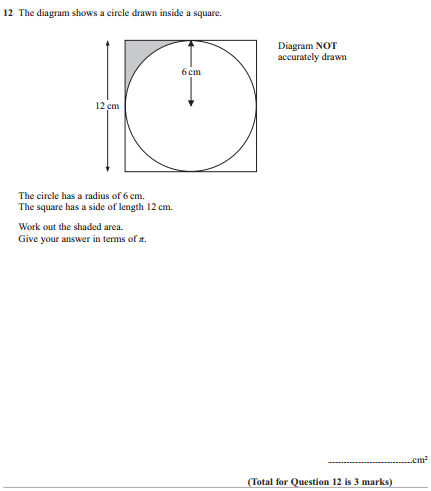 12 The diagram shows a circle drawn inside a square.
Diagram NOT
accurately drawn
6 cm
12 cm
The circle has a radius of 6 cm.
The square has a side of length 12 cm.
Work out the shaded area.
Give your answer in terms of π.
..............................cm²
(Total for Question 12 is 3 marks)